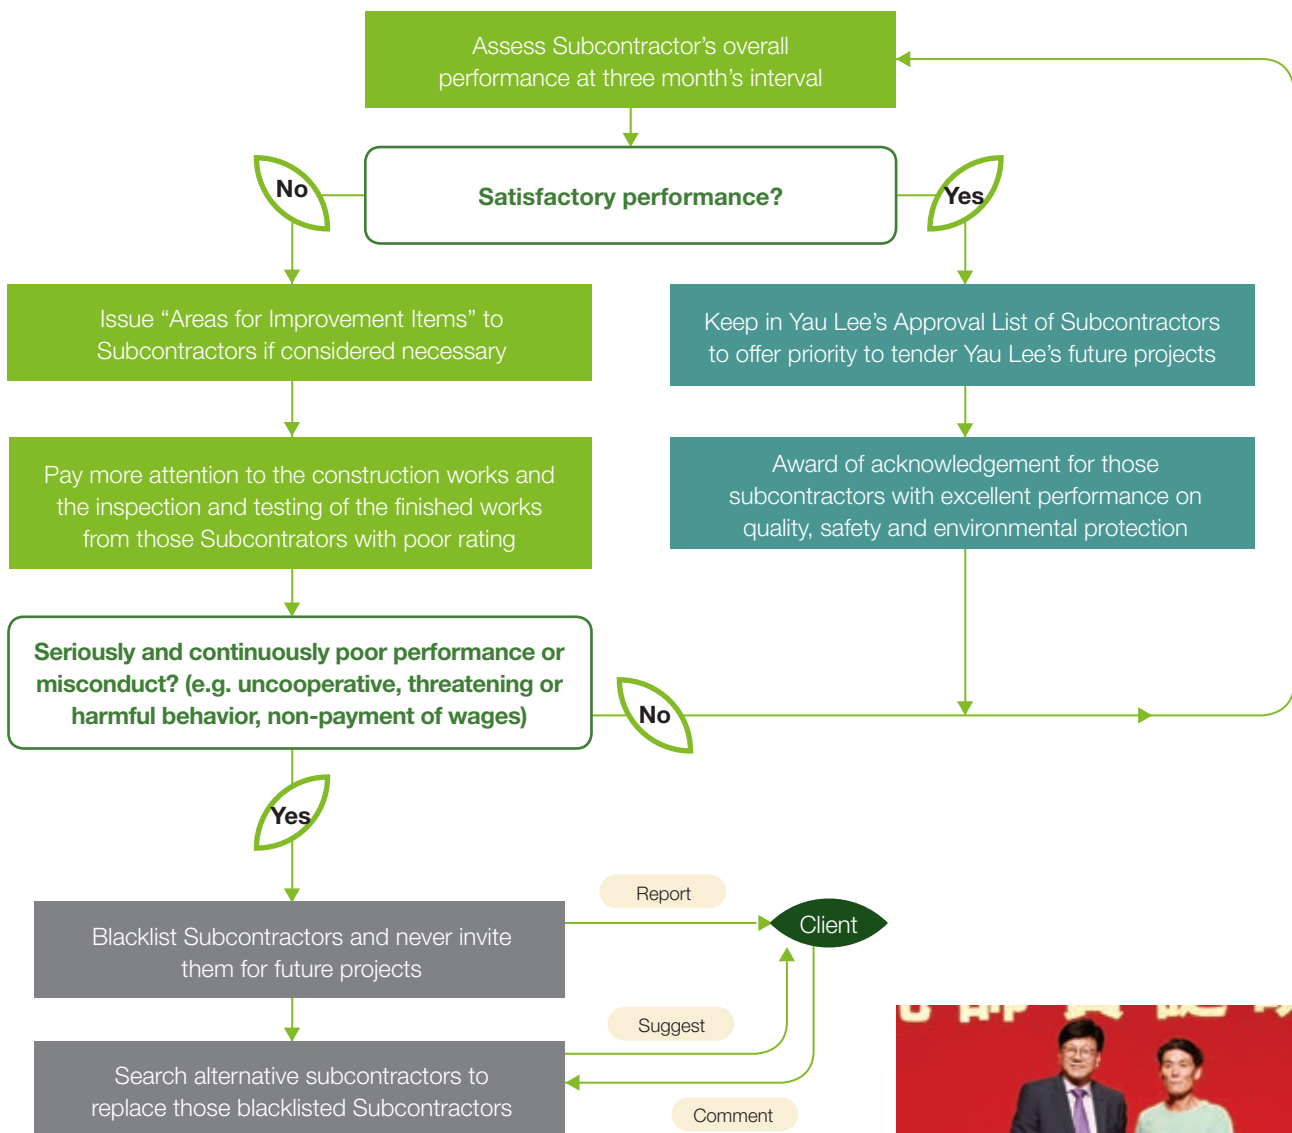 Assess Subcontractor’s overall
performance at three month’s interval
Satisfactory performance?
No
Yes
Issue “Areas for Improvement Items” to
Subcontractors if considered necessary
Keep in Yau Lee’s Approval List of Subcontractors
to offer priority to tender Yau Lee’s future projects
Pay more attention to the construction works and
the inspection and testing of the finished works
from those Subcontrators with poor rating
Award of acknowledgement for those
subcontractors with excellent performance on
quality, safety and environmental protection
Seriously and continuously poor performance or
misconduct? (e.g. uncooperative, threatening or
harmful behavior, non-payment of wages)
No
Yes
Blacklist Subcontractors and never invite
them for future projects
Report
Client
Suggest
Search alternative subcontractors to
replace those blacklisted Subcontractors
Comment